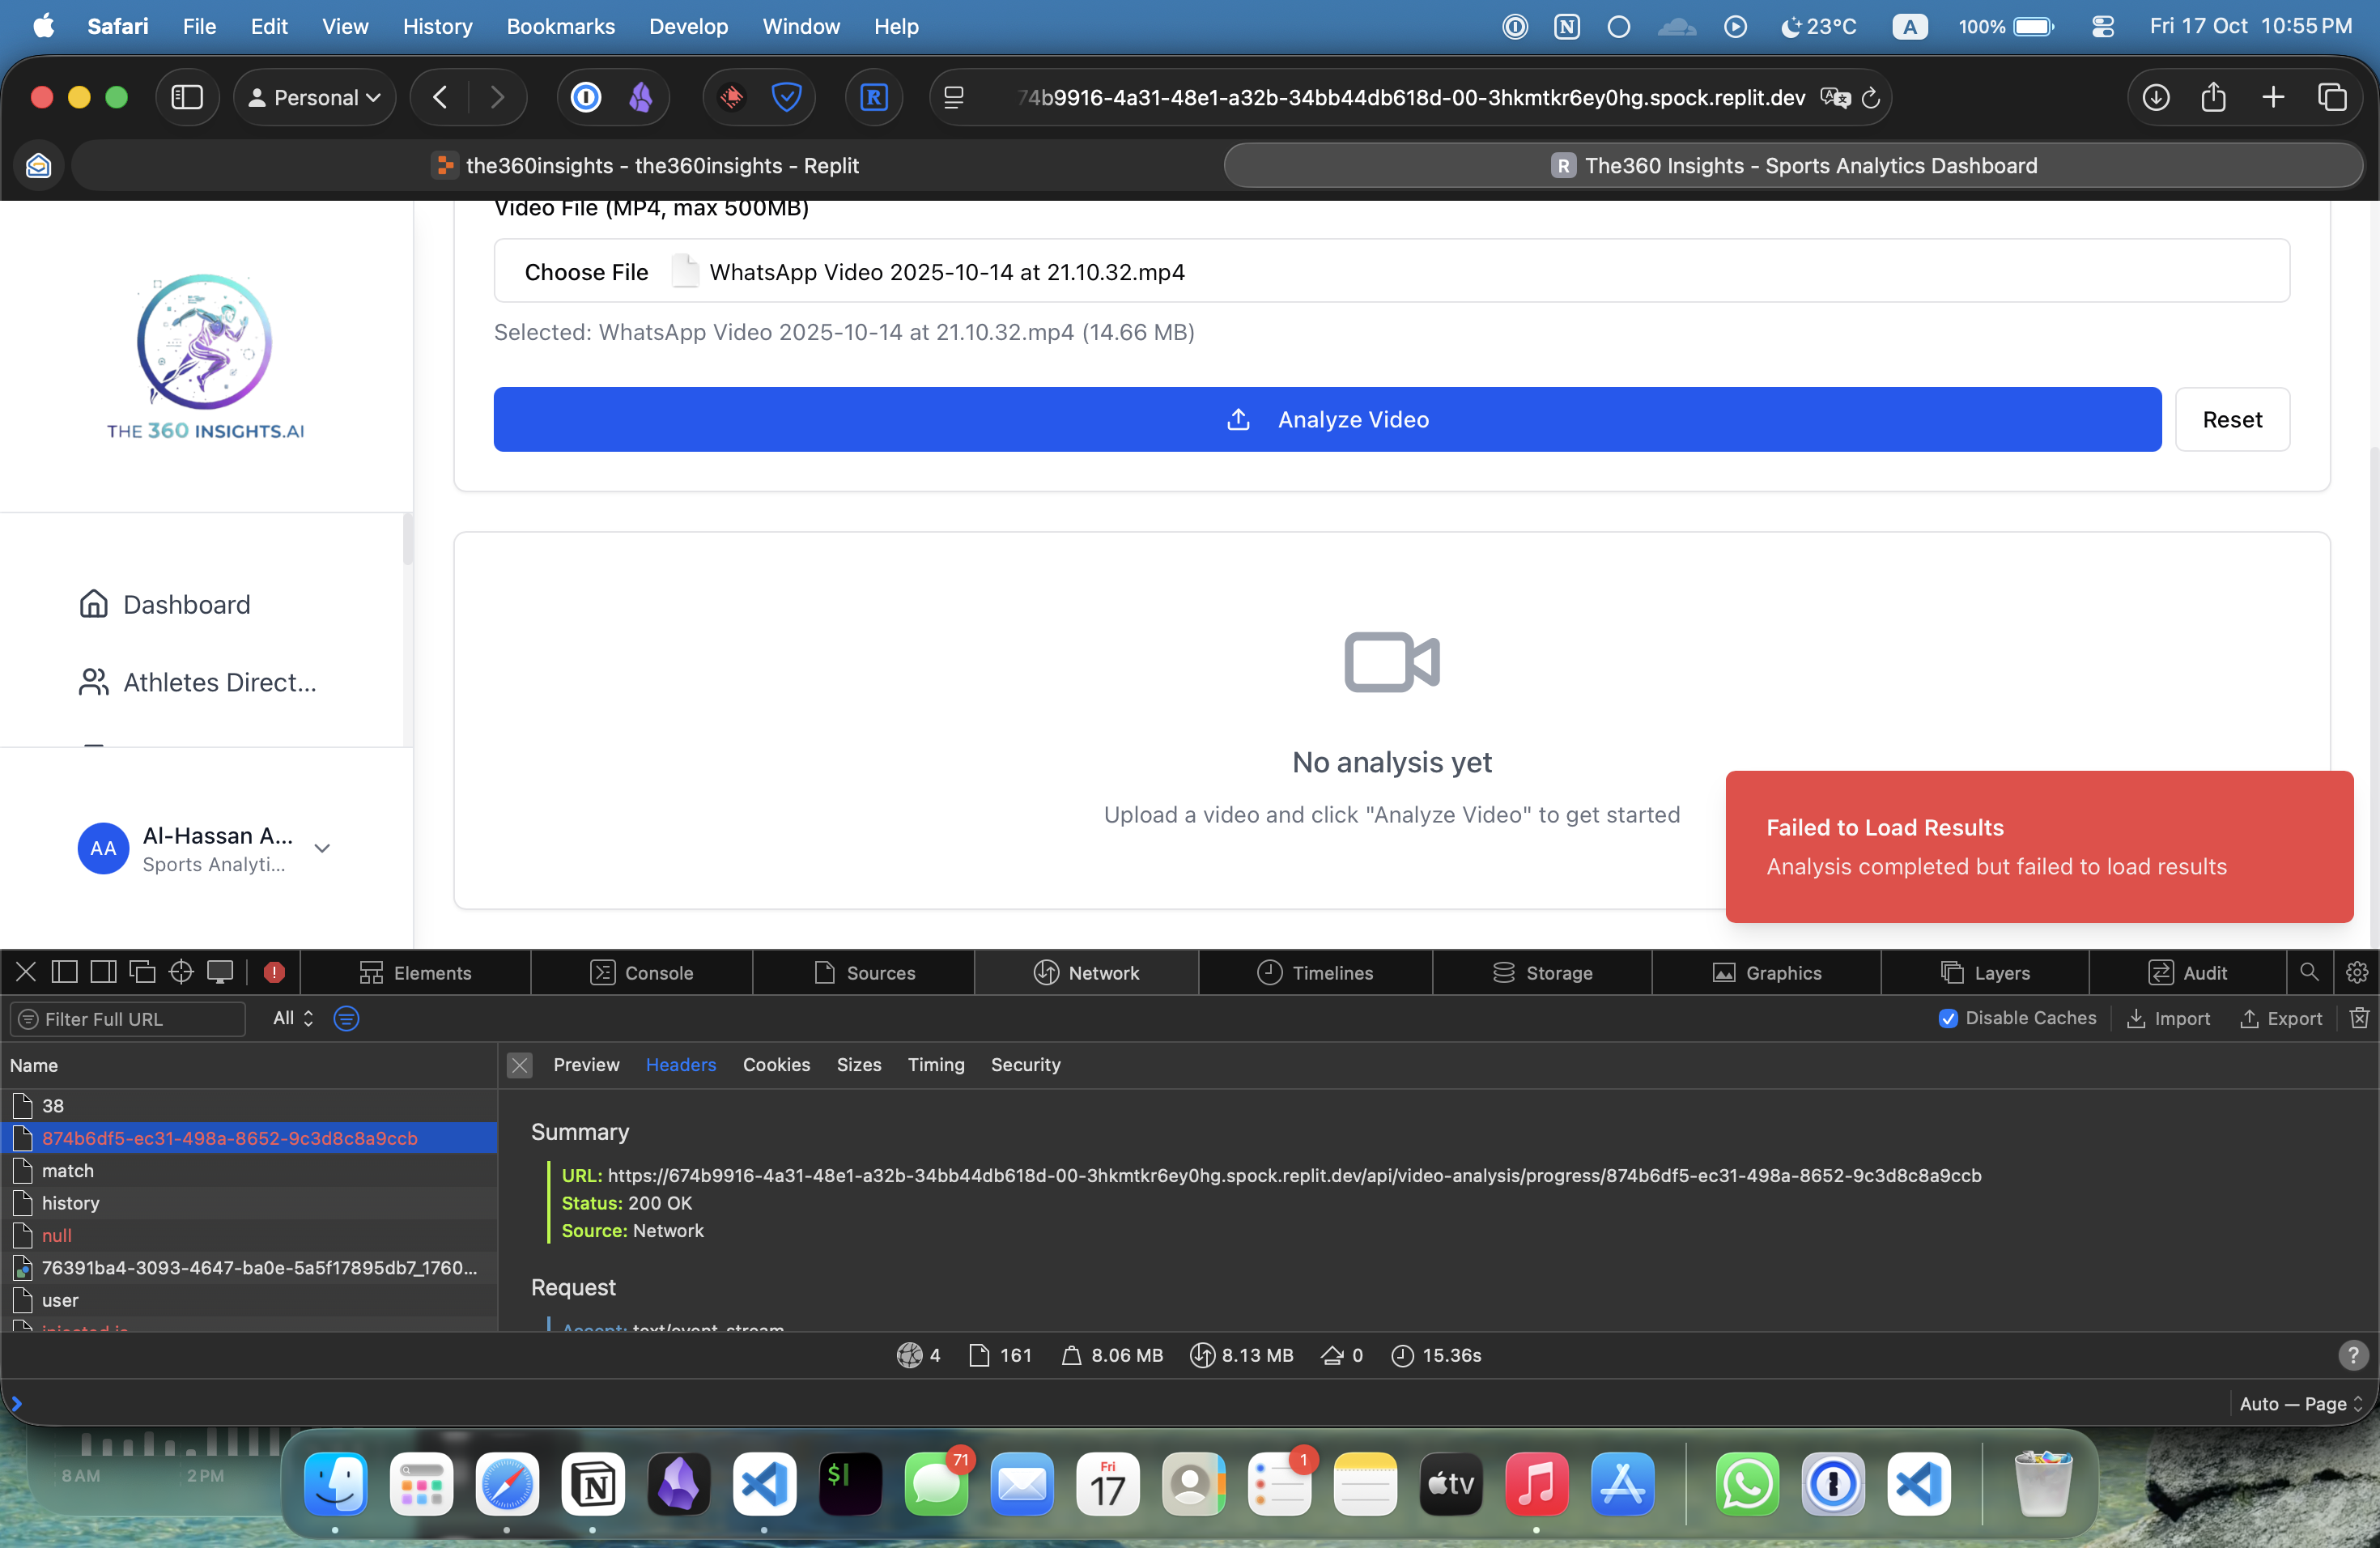 Safari File Edit View History Bookmarks Develop Window Help 23°C A 100% Fri 17 Oct 10:55 PM
Personal 74b9916-4a31-48e1-a32b-34bb44db618d-00-3hkmtkr6ey0hg.spock.replit.dev
the360insights - the360insights - Replit R The360 Insights - Sports Analytics Dashboard
Video File (MP4, max 500MB)
Choose File WhatsApp Video 2025-10-14 at 21.10.32.mp4
Selected: WhatsApp Video 2025-10-14 at 21.10.32.mp4 (14.66 MB)
Analyze Video Reset
THE 360 INSIGHTS.AI
Dashboard
Athletes Direct...
AA Al-Hassan A...
Sports Analyti...
No analysis yet
Upload a video and click "Analyze Video" to get started
Failed to Load Results
Analysis completed but failed to load results
Elements Console Sources Network Timelines Storage Graphics Layers Audit
Filter Full URL All Disable Caches Import Export
Name Preview Headers Cookies Sizes Timing Security
38
874b6df5-ec31-498a-8652-9c3d8c8a9ccb
match
history
null
76391ba4-3093-4647-ba0e-5a5f17895db7_1760...
user
injected.js
Summary
URL: https://674b9916-4a31-48e1-a32b-34bb44db618d-00-3hkmtkr6ey0hg.spock.replit.dev/api/video-analysis/progress/874b6df5-ec31-498a-8652-9c3d8c8a9ccb
Status: 200 OK
Source: Network
Request
Accept: text/event-stream
4 161 8.06 MB 8.13 MB 0 15.36s ?
Auto — Page
8 AM 2 PM
71 Fri 17 1 tv